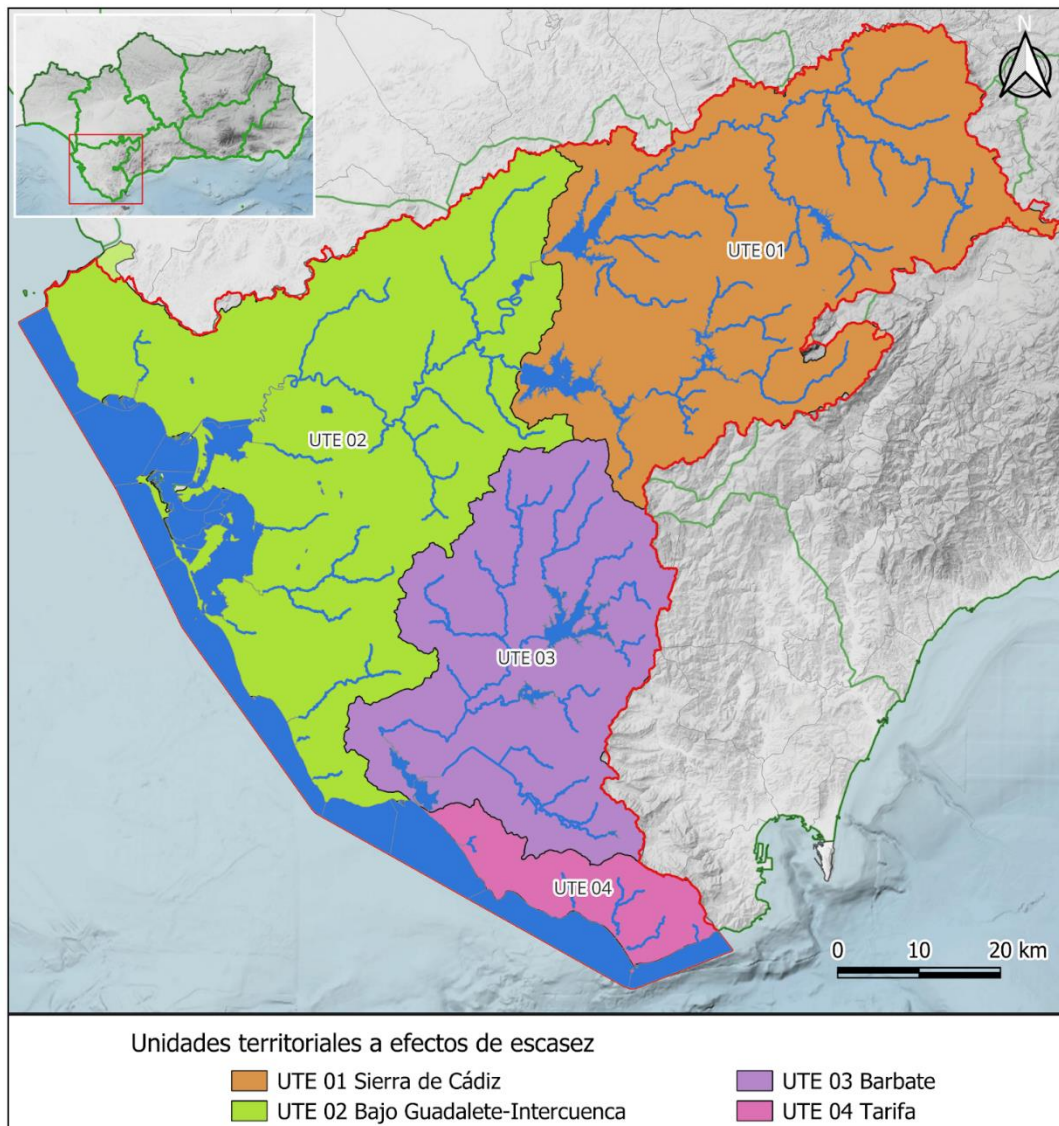 N
UTE 01
UTE 02
UTE 03
UTE 04
0 10 20 km
Unidades territoriales a efectos de escasez
UTE 01 Sierra de Cádiz
UTE 03 Barbate
UTE 02 Bajo Guadalete-Intercuenca
UTE 04 Tarifa